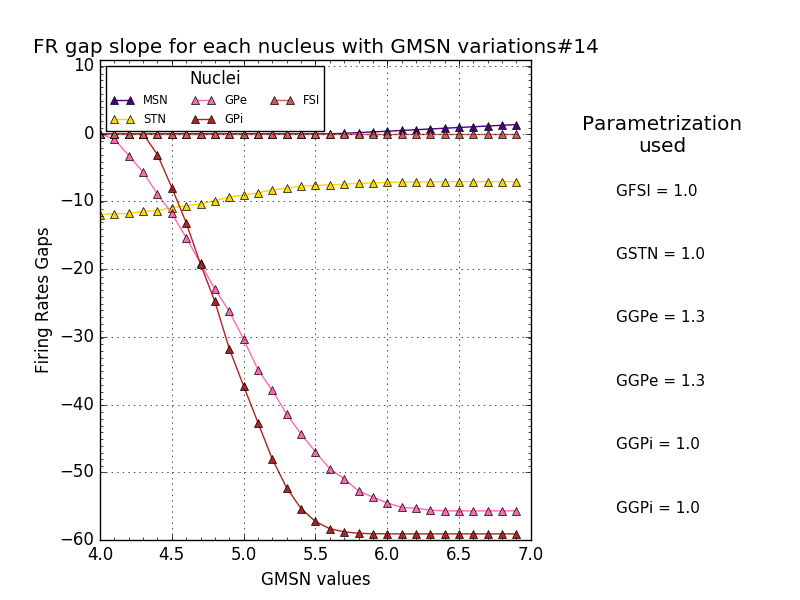 FR gap slope for each nucleus with GMSN variations#14
Nuclei
MSN GPe FSI
STN GPi
10
0
−10
−20
−30
−40
−50
−60
Firing Rates Gaps
4.0 4.5 5.0 5.5 6.0 6.5 7.0
GMSN values
Parametrization
used
GFSI = 1.0
GSTN = 1.0
GGPe = 1.3
GGPe = 1.3
GGPi = 1.0
GGPi = 1.0